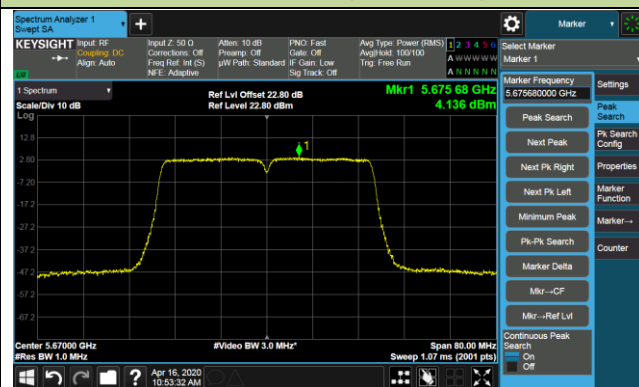 Spectrum Analyzer 1
Swept SA
Marker
KEYSIGHT
Input: RF
Coupling: DC
Align: Auto
Input Z: 50 Ω
Corrections: Off
Freq Ref: Int (S)
NFE: Adaptive
Atten: 10 dB
Preamp: Off
µW Path: Standard
PNO: Fast
Gate: Off
IF Gain: Low
Sig Track: Off
Avg Type: Power (RMS)
Avg|Hold: 100/100
Trig: Free Run
1 2 3 4 5 6
A W W W W W
A N N N N N
Select Marker
Marker 1
1 Spectrum
Scale/Div 10 dB
Log
Ref Lvl Offset 22.80 dB
Ref Level 22.80 dBm
Mkr1 5.675 68 GHz
4.136 dBm
12.8
2.80
-7.20
-17.2
-27.2
-37.2
-47.2
-57.2
-67.2
1
Center 5.67000 GHz
#Res BW 1.0 MHz
#Video BW 3.0 MHz*
Span 80.00 MHz
Sweep 1.07 ms (2001 pts)
Marker Frequency
5.675680000 GHz
Peak Search
Next Peak
Next Pk Right
Next Pk Left
Minimum Peak
Pk-Pk Search
Marker Delta
Mkr→CF
Mkr→Ref Lvl
Continuous Peak
Search
On
Off
Settings
Peak
Search
Pk Search
Config
Properties
Marker
Function
Marker→
Counter
Apr 16, 2020
10:53:32 AM